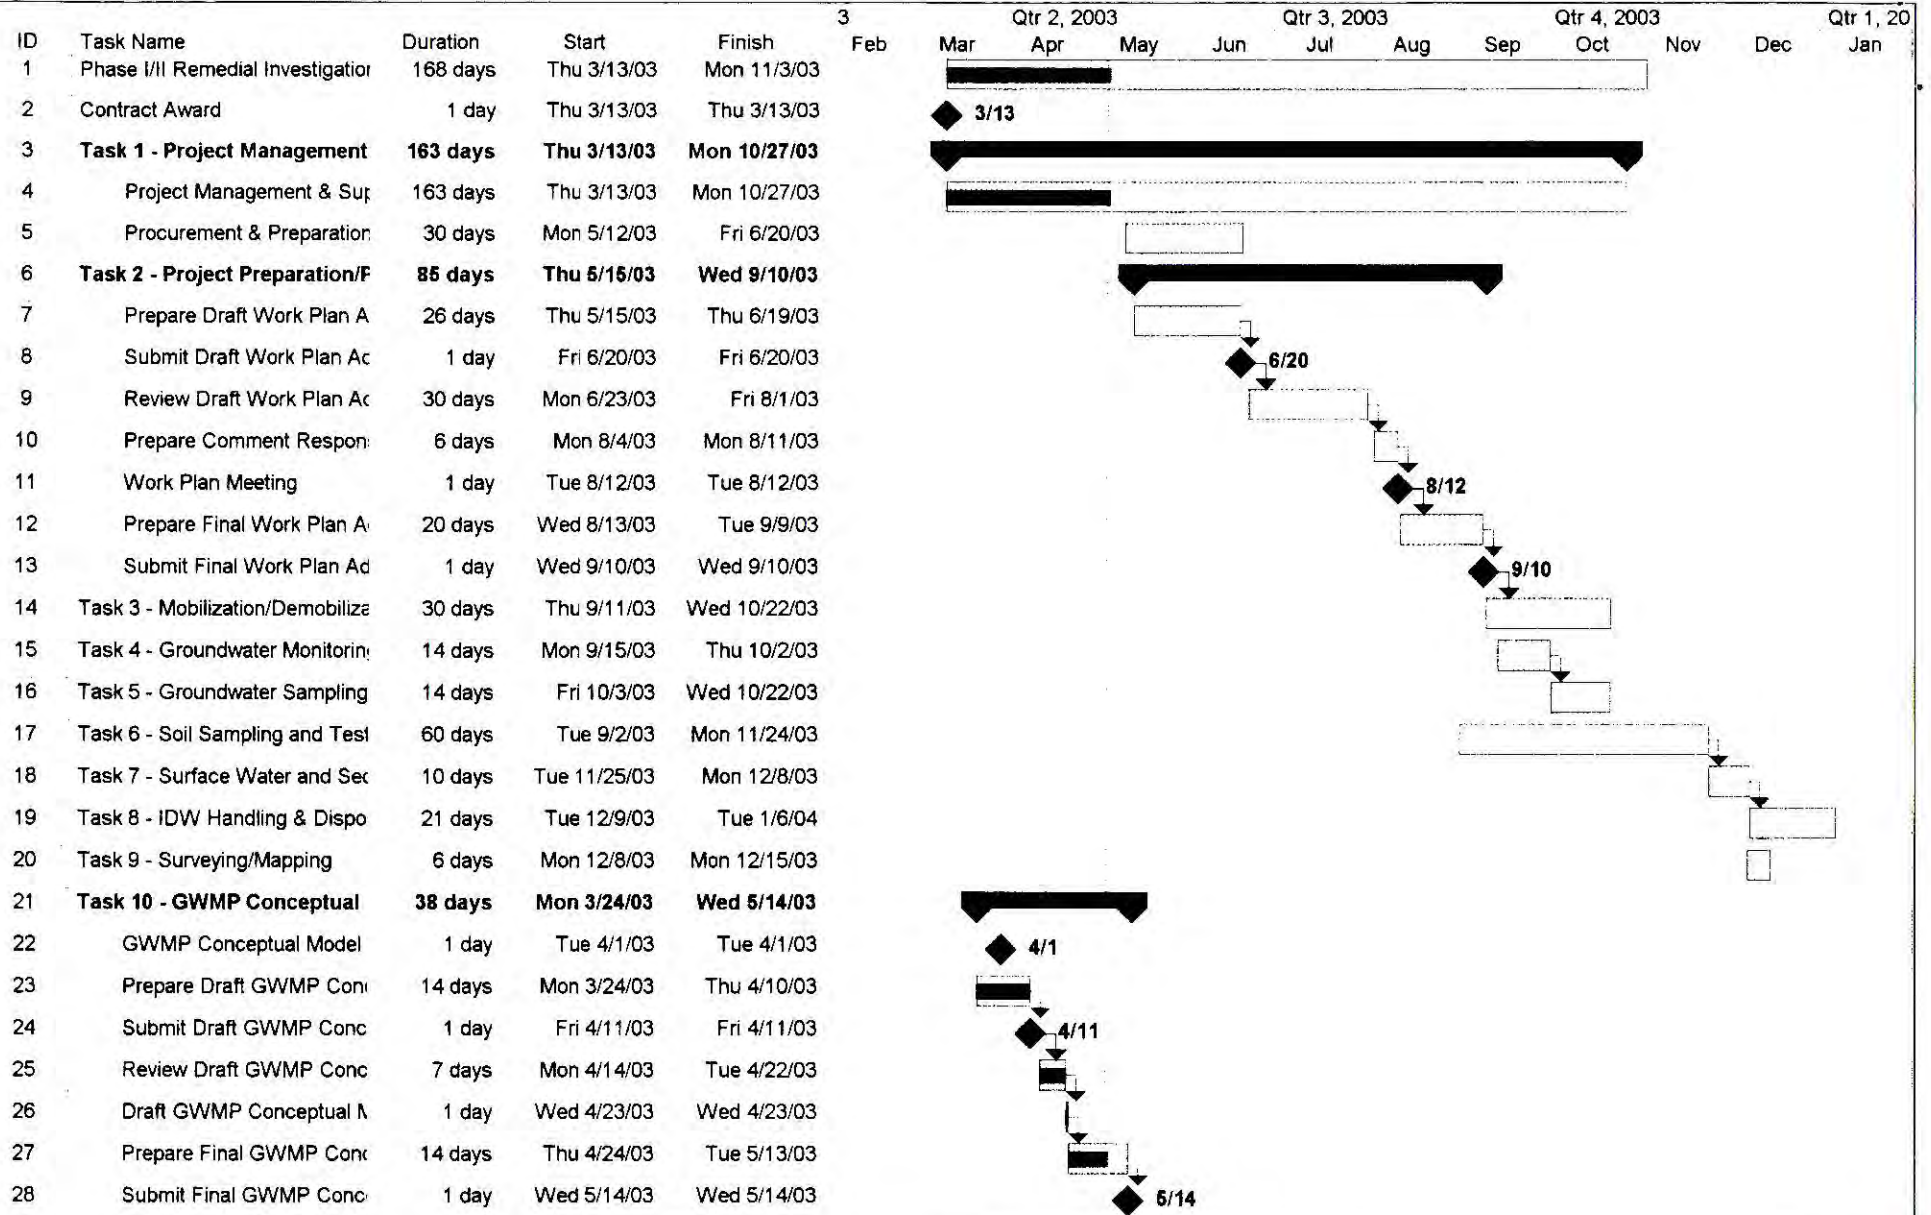 3 Qtr 2, 2003 Qtr 3, 2003 Qtr 4, 2003 Qtr 1, 20
ID Task Name Duration Start Finish Feb Mar Apr May Jun Jul Aug Sep Oct Nov Dec Jan
1 Phase I/II Remedial Investigation 168 days Thu 3/13/03 Mon 11/3/03
2 Contract Award 1 day Thu 3/13/03 Thu 3/13/03 3/13
3 Task 1 - Project Management 163 days Thu 3/13/03 Mon 10/27/03
4 Project Management & Sup 163 days Thu 3/13/03 Mon 10/27/03
5 Procurement & Preparation 30 days Mon 5/12/03 Fri 6/20/03
6 Task 2 - Project Preparation/P 85 days Thu 5/15/03 Wed 9/10/03
7 Prepare Draft Work Plan A 26 days Thu 5/15/03 Thu 6/19/03
8 Submit Draft Work Plan Ad 1 day Fri 6/20/03 Fri 6/20/03 6/20
9 Review Draft Work Plan Ad 30 days Mon 6/23/03 Fri 8/1/03
10 Prepare Comment Respon 6 days Mon 8/4/03 Mon 8/11/03
11 Work Plan Meeting 1 day Tue 8/12/03 Tue 8/12/03 8/12
12 Prepare Final Work Plan A 20 days Wed 8/13/03 Tue 9/9/03
13 Submit Final Work Plan Ad 1 day Wed 9/10/03 Wed 9/10/03 9/10
14 Task 3 - Mobilization/Demobiliza 30 days Thu 9/11/03 Wed 10/22/03
15 Task 4 - Groundwater Monitoring 14 days Mon 9/15/03 Thu 10/2/03
16 Task 5 - Groundwater Sampling 14 days Fri 10/3/03 Wed 10/22/03
17 Task 6 - Soil Sampling and Test 60 days Tue 9/2/03 Mon 11/24/03
18 Task 7 - Surface Water and Sed 10 days Tue 11/25/03 Mon 12/8/03
19 Task 8 - IDW Handling & Dispo 21 days Tue 12/9/03 Tue 1/6/04
20 Task 9 - Surveying/Mapping 6 days Mon 12/8/03 Mon 12/15/03
21 Task 10 - GWMP Conceptual 38 days Mon 3/24/03 Wed 5/14/03
22 GWMP Conceptual Model 1 day Tue 4/1/03 Tue 4/1/03 4/1
23 Prepare Draft GWMP Con 14 days Mon 3/24/03 Thu 4/10/03
24 Submit Draft GWMP Conc 1 day Fri 4/11/03 Fri 4/11/03 4/11
25 Review Draft GWMP Conc 7 days Mon 4/14/03 Tue 4/22/03
26 Draft GWMP Conceptual M 1 day Wed 4/23/03 Wed 4/23/03
27 Prepare Final GWMP Conc 14 days Thu 4/24/03 Tue 5/13/03
28 Submit Final GWMP Conc 1 day Wed 5/14/03 Wed 5/14/03 5/14